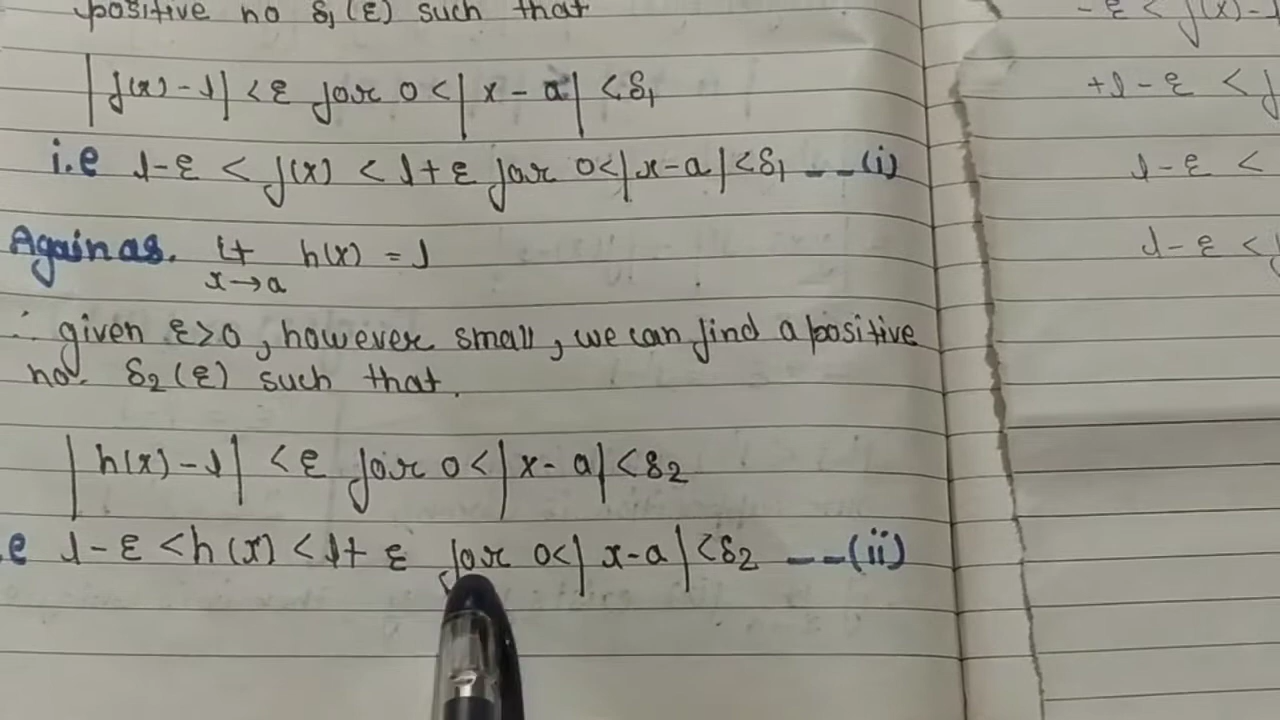 positive no δ₁(ε) such that
|f(x) - l| < ε for 0 < |x - a| < δ₁
i.e l - ε < f(x) < l + ε for 0 < |x - a| < δ₁ -- (i)
Again as. lt h(x) = l
x → a
∴ given ε > 0, however small, we can find a positive
no. δ₂(ε) such that.
|h(x) - l| < ε for 0 < |x - a| < δ₂
.e l - ε < h(x) < l + ε for 0 < |x - a| < δ₂ -- (ii)
- ε < f(x) - l
+l - ε < f
l - ε <
l - ε < f